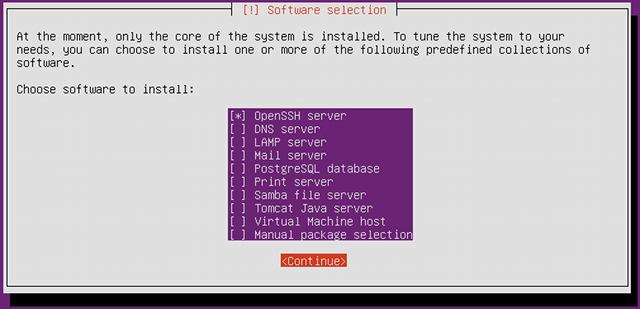 [!] Software selection
At the moment, only the core of the system is installed. To tune the system to your
needs, you can choose to install one or more of the following predefined collections of
software.
Choose software to install:
[*] OpenSSH server
[ ] DNS server
[ ] LAMP server
[ ] Mail server
[ ] PostgreSQL database
[ ] Print server
[ ] Samba file server
[ ] Tomcat Java server
[ ] Virtual Machine host
[ ] Manual package selection
<Continue>